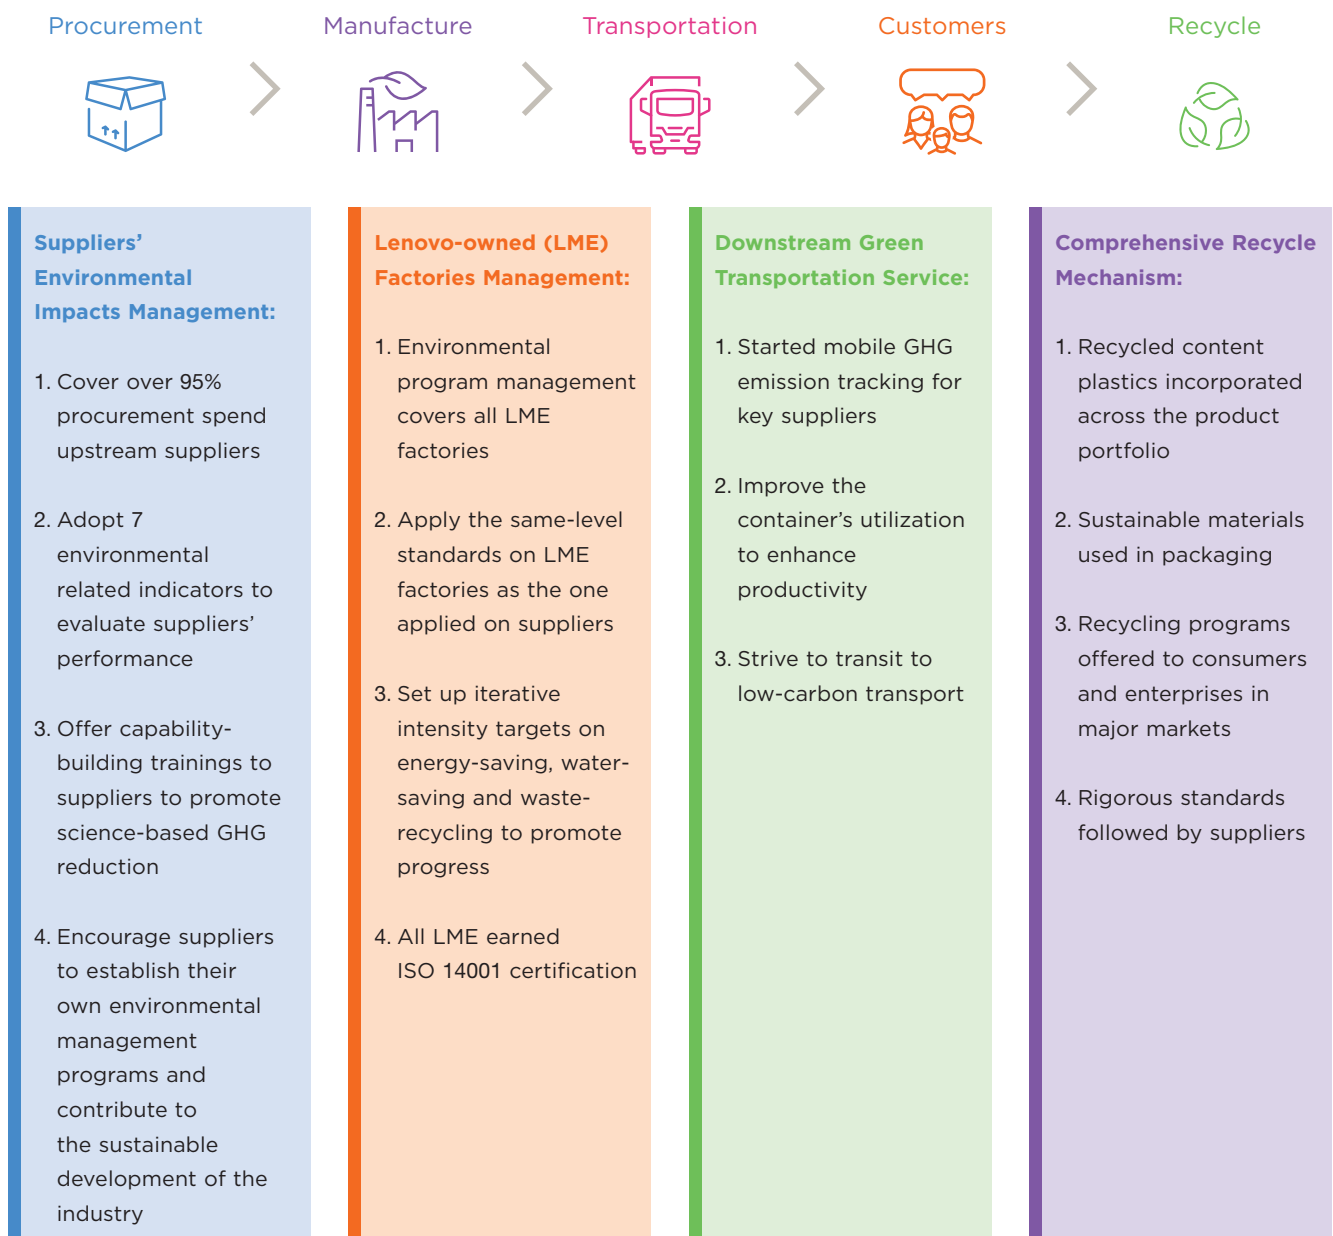 Procurement
Manufacture
Transportation
Customers
Recycle
Suppliers’
Environmental
Impacts Management:
1. Cover over 95%
procurement spend
upstream suppliers
2. Adopt 7
environmental
related indicators to
evaluate suppliers’
performance
3. Offer capability-
building trainings to
suppliers to promote
science-based GHG
reduction
4. Encourage suppliers
to establish their
own environmental
management
programs and
contribute to
the sustainable
development of the
industry
Lenovo-owned (LME)
Factories Management:
1. Environmental
program management
covers all LME
factories
2. Apply the same-level
standards on LME
factories as the one
applied on suppliers
3. Set up iterative
intensity targets on
energy-saving, water-
saving and waste-
recycling to promote
progress
4. All LME earned
ISO 14001 certification
Downstream Green
Transportation Service:
1. Started mobile GHG
emission tracking for
key suppliers
2. Improve the
container’s utilization
to enhance
productivity
3. Strive to transit to
low-carbon transport
Comprehensive Recycle
Mechanism:
1. Recycled content
plastics incorporated
across the product
portfolio
2. Sustainable materials
used in packaging
3. Recycling programs
offered to consumers
and enterprises in
major markets
4. Rigorous standards
followed by suppliers